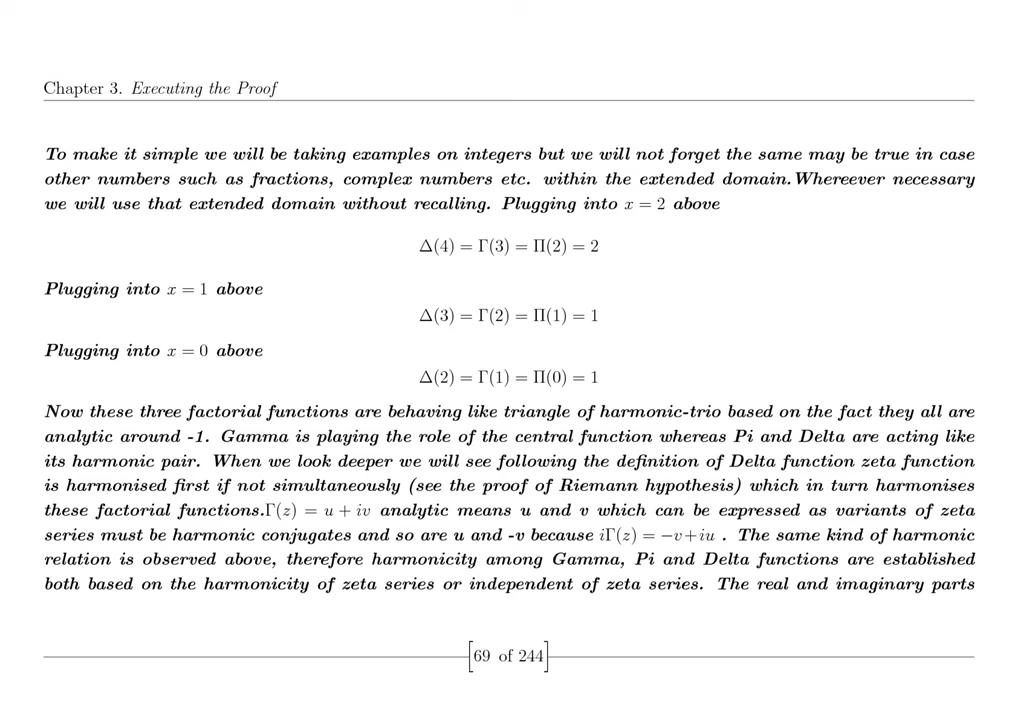 Chapter 3. Executing the Proof
To make it simple we will be taking examples on integers but we will not forget the same may be true in case
other numbers such as fractions, complex numbers etc. within the extended domain.Whereever necessary
we will use that extended domain without recalling. Plugging into x = 2 above
Δ(4) = Γ(3) = Π(2) = 2
Plugging into x = 1 above
Δ(3) = Γ(2) = Π(1) = 1
Plugging into x = 0 above
Δ(2) = Γ(1) = Π(0) = 1
Now these three factorial functions are behaving like triangle of harmonic-trio based on the fact they all are
analytic around -1. Gamma is playing the role of the central function whereas Pi and Delta are acting like
its harmonic pair. When we look deeper we will see following the definition of Delta function zeta function
is harmonised first if not simultaneously (see the proof of Riemann hypothesis) which in turn harmonises
these factorial functions.Γ(z) = u + iv analytic means u and v which can be expressed as variants of zeta
series must be harmonic conjugates and so are u and -v because iΓ(z) = −v+iu . The same kind of harmonic
relation is observed above, therefore harmonicity among Gamma, Pi and Delta functions are established
both based on the harmonicity of zeta series or independent of zeta series. The real and imaginary parts
[69 of 244]